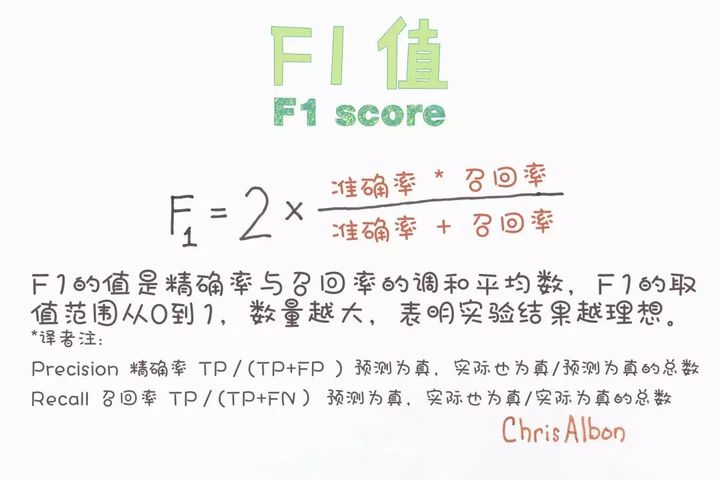 F1 值
F1 score
F1 = 2 × 准确率 * 召回率
准确率 + 召回率
F1的值是精确率与召回率的调和平均数，F1的取
值范围从0到1，数量越大，表明实验结果越理想。
*译者注：
Precision 精确率 TP / (TP+FP ) 预测为真，实际也为真/预测为真的总数
Recall 召回率 TP / (TP+FN ) 预测为真，实际也为真/实际为真的总数
ChrisAlbon